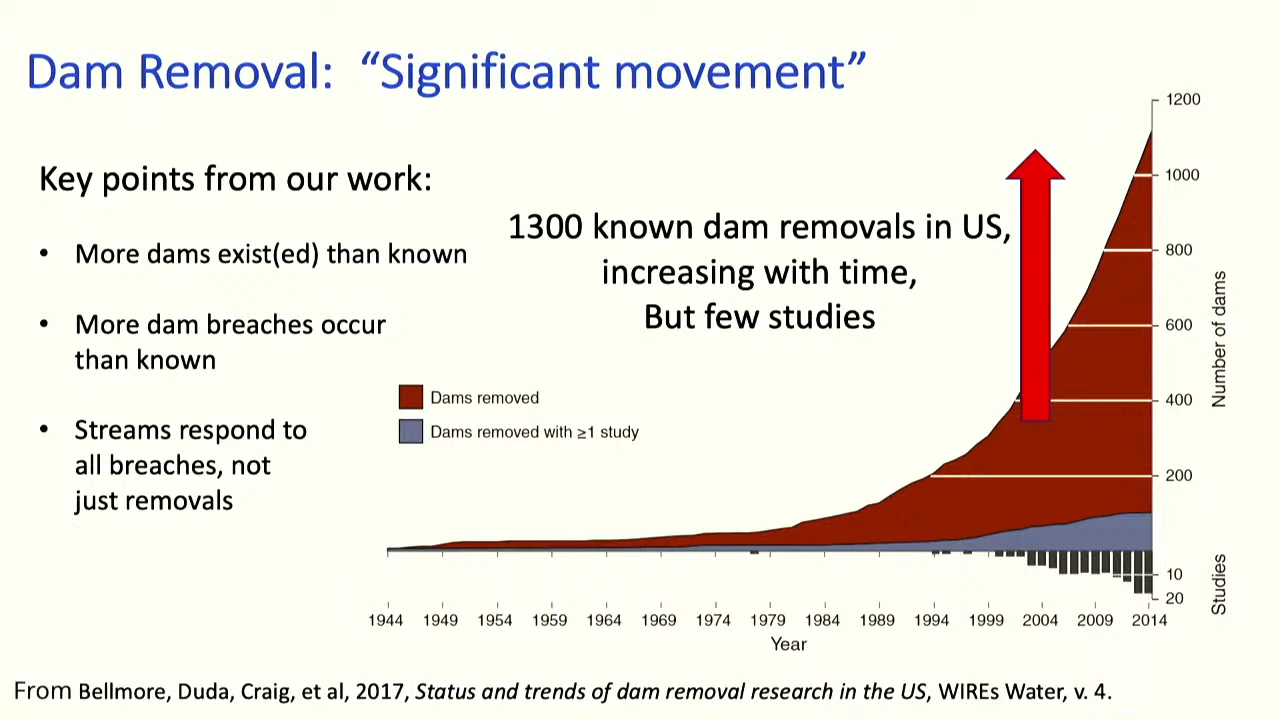 Dam Removal: “Significant movement”
Key points from our work:
• More dams exist(ed) than known
• More dam breaches occur
than known
• Streams respond to
all breaches, not
just removals
1300 known dam removals in US,
increasing with time,
But few studies
Dams removed
Dams removed with ≥1 study
1200
1000
800
600
400
200
Number of dams
10
20
Studies
1944 1949 1954 1959 1964 1969 1974 1979 1984 1989 1994 1999 2004 2009 2014
Year
From Bellmore, Duda, Craig, et al, 2017, Status and trends of dam removal research in the US, WIREs Water, v. 4.